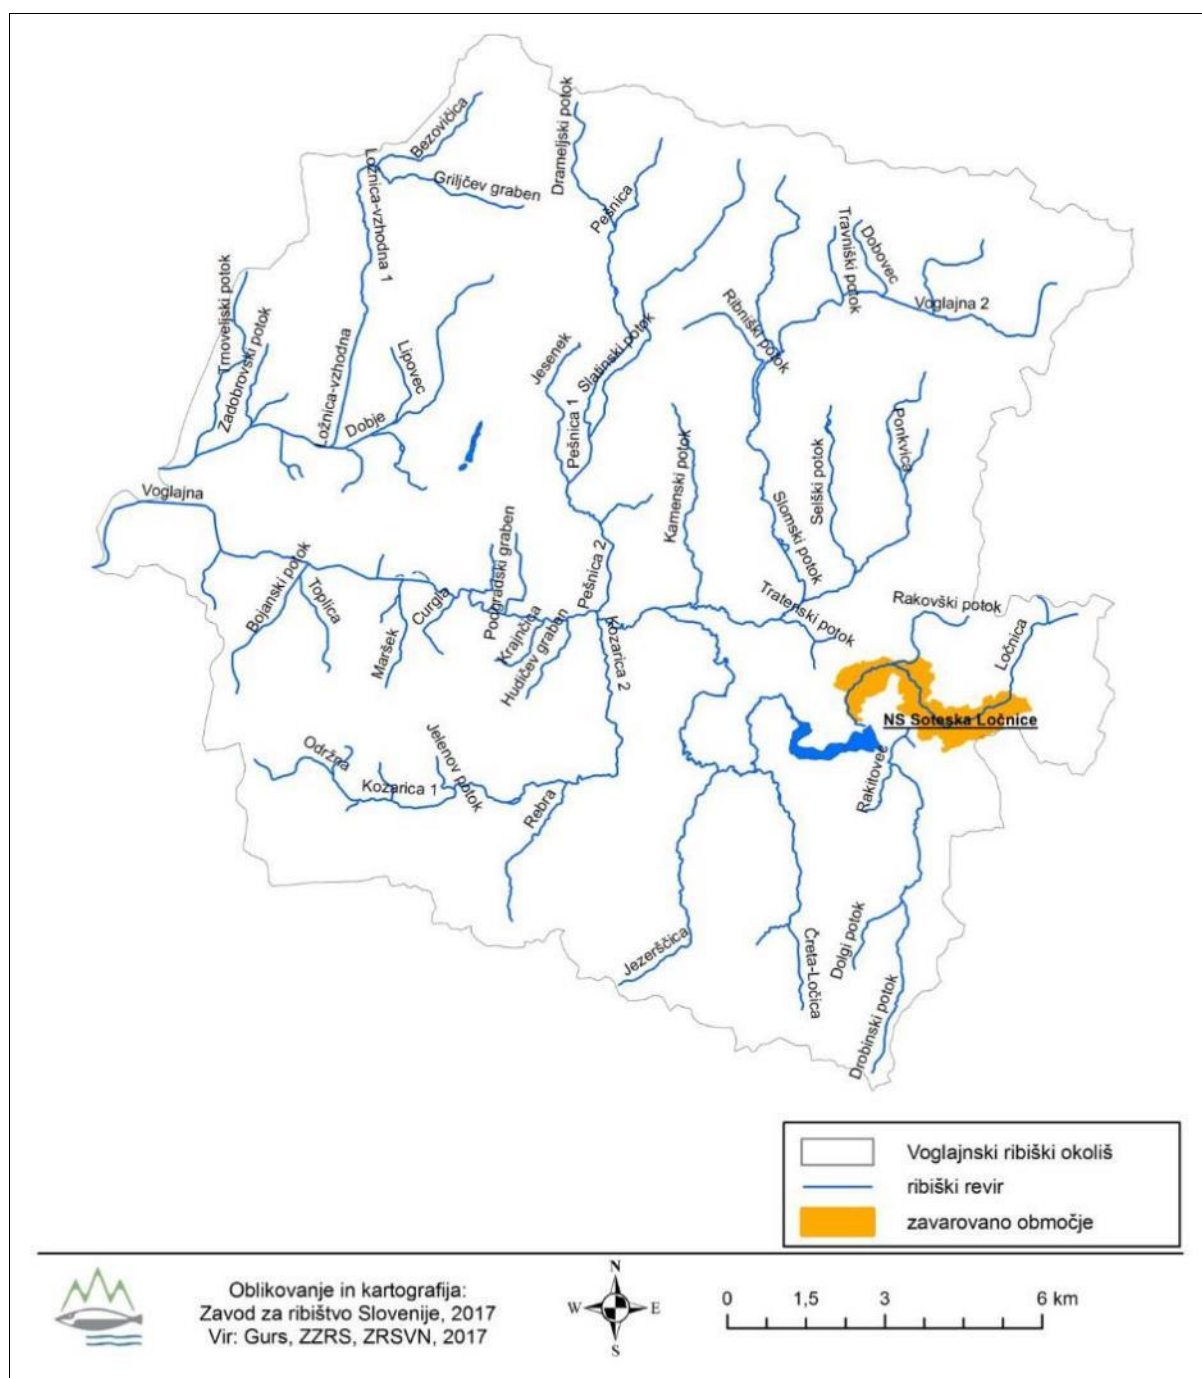 Bezovičica
Drameljski potok
Ložnica-vzhodna 1
Griljčev graben
Pešnica
Travniški potok
Dobovec
Trnoveljski potok
Zadobrovski potok
Voglajna 2
Ribniški potok
Ložnica-vzhodna
Lipovec
Jesenek
Slatinski potok
Dobje
Pešnica 1
Ponkvica
Kamenski potok
Selški potok
Voglajna
Slomski potok
Podgradski graben
Pešnica 2
Bojanski potok
Toplica
Curgla
Tratenski potok
Rakovški potok
Maršek
Krajnčica
Hudičev graben
Kozarica 2
Ločnica
NS Soteska Ločnice
Održna
Jelenov potok
Kozarica 1
Rebra
Rakitovec
Jezerščica
Čreta-Ločica
Dolgi potok
Drobinski potok
Voglajnski ribiški okoliš
ribiški revir
zavarovano območje
Oblikovanje in kartografija:
Zavod za ribištvo Slovenije, 2017
Vir: Gurs, ZZRS, ZRSVN, 2017
N
W E
S
0 1,5 3 6 km